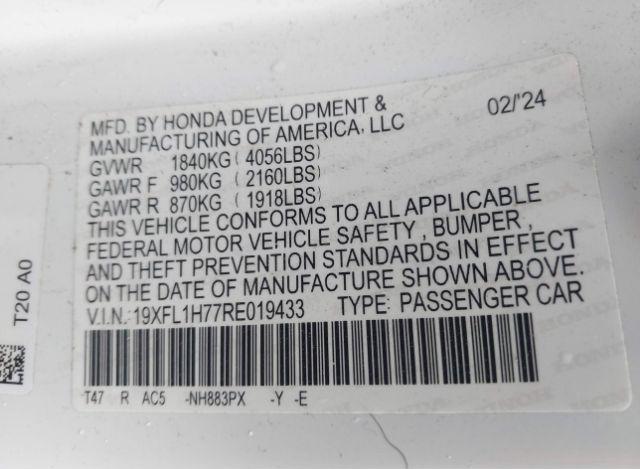 MFD. BY HONDA DEVELOPMENT & 02/'24
MANUFACTURING OF AMERICA, LLC
GVWR 1840KG ( 4056LBS)
GAWR F 980KG ( 2160LBS)
GAWR R 870KG ( 1918LBS)
THIS VEHICLE CONFORMS TO ALL APPLICABLE
FEDERAL MOTOR VEHICLE SAFETY , BUMPER ,
AND THEFT PREVENTION STANDARDS IN EFFECT
ON THE DATE OF MANUFACTURE SHOWN ABOVE.
V.I.N.:19XFL1H77RE019433 TYPE: PASSENGER CAR
T47 R AC5 -NH883PX -Y -E
T20 A0